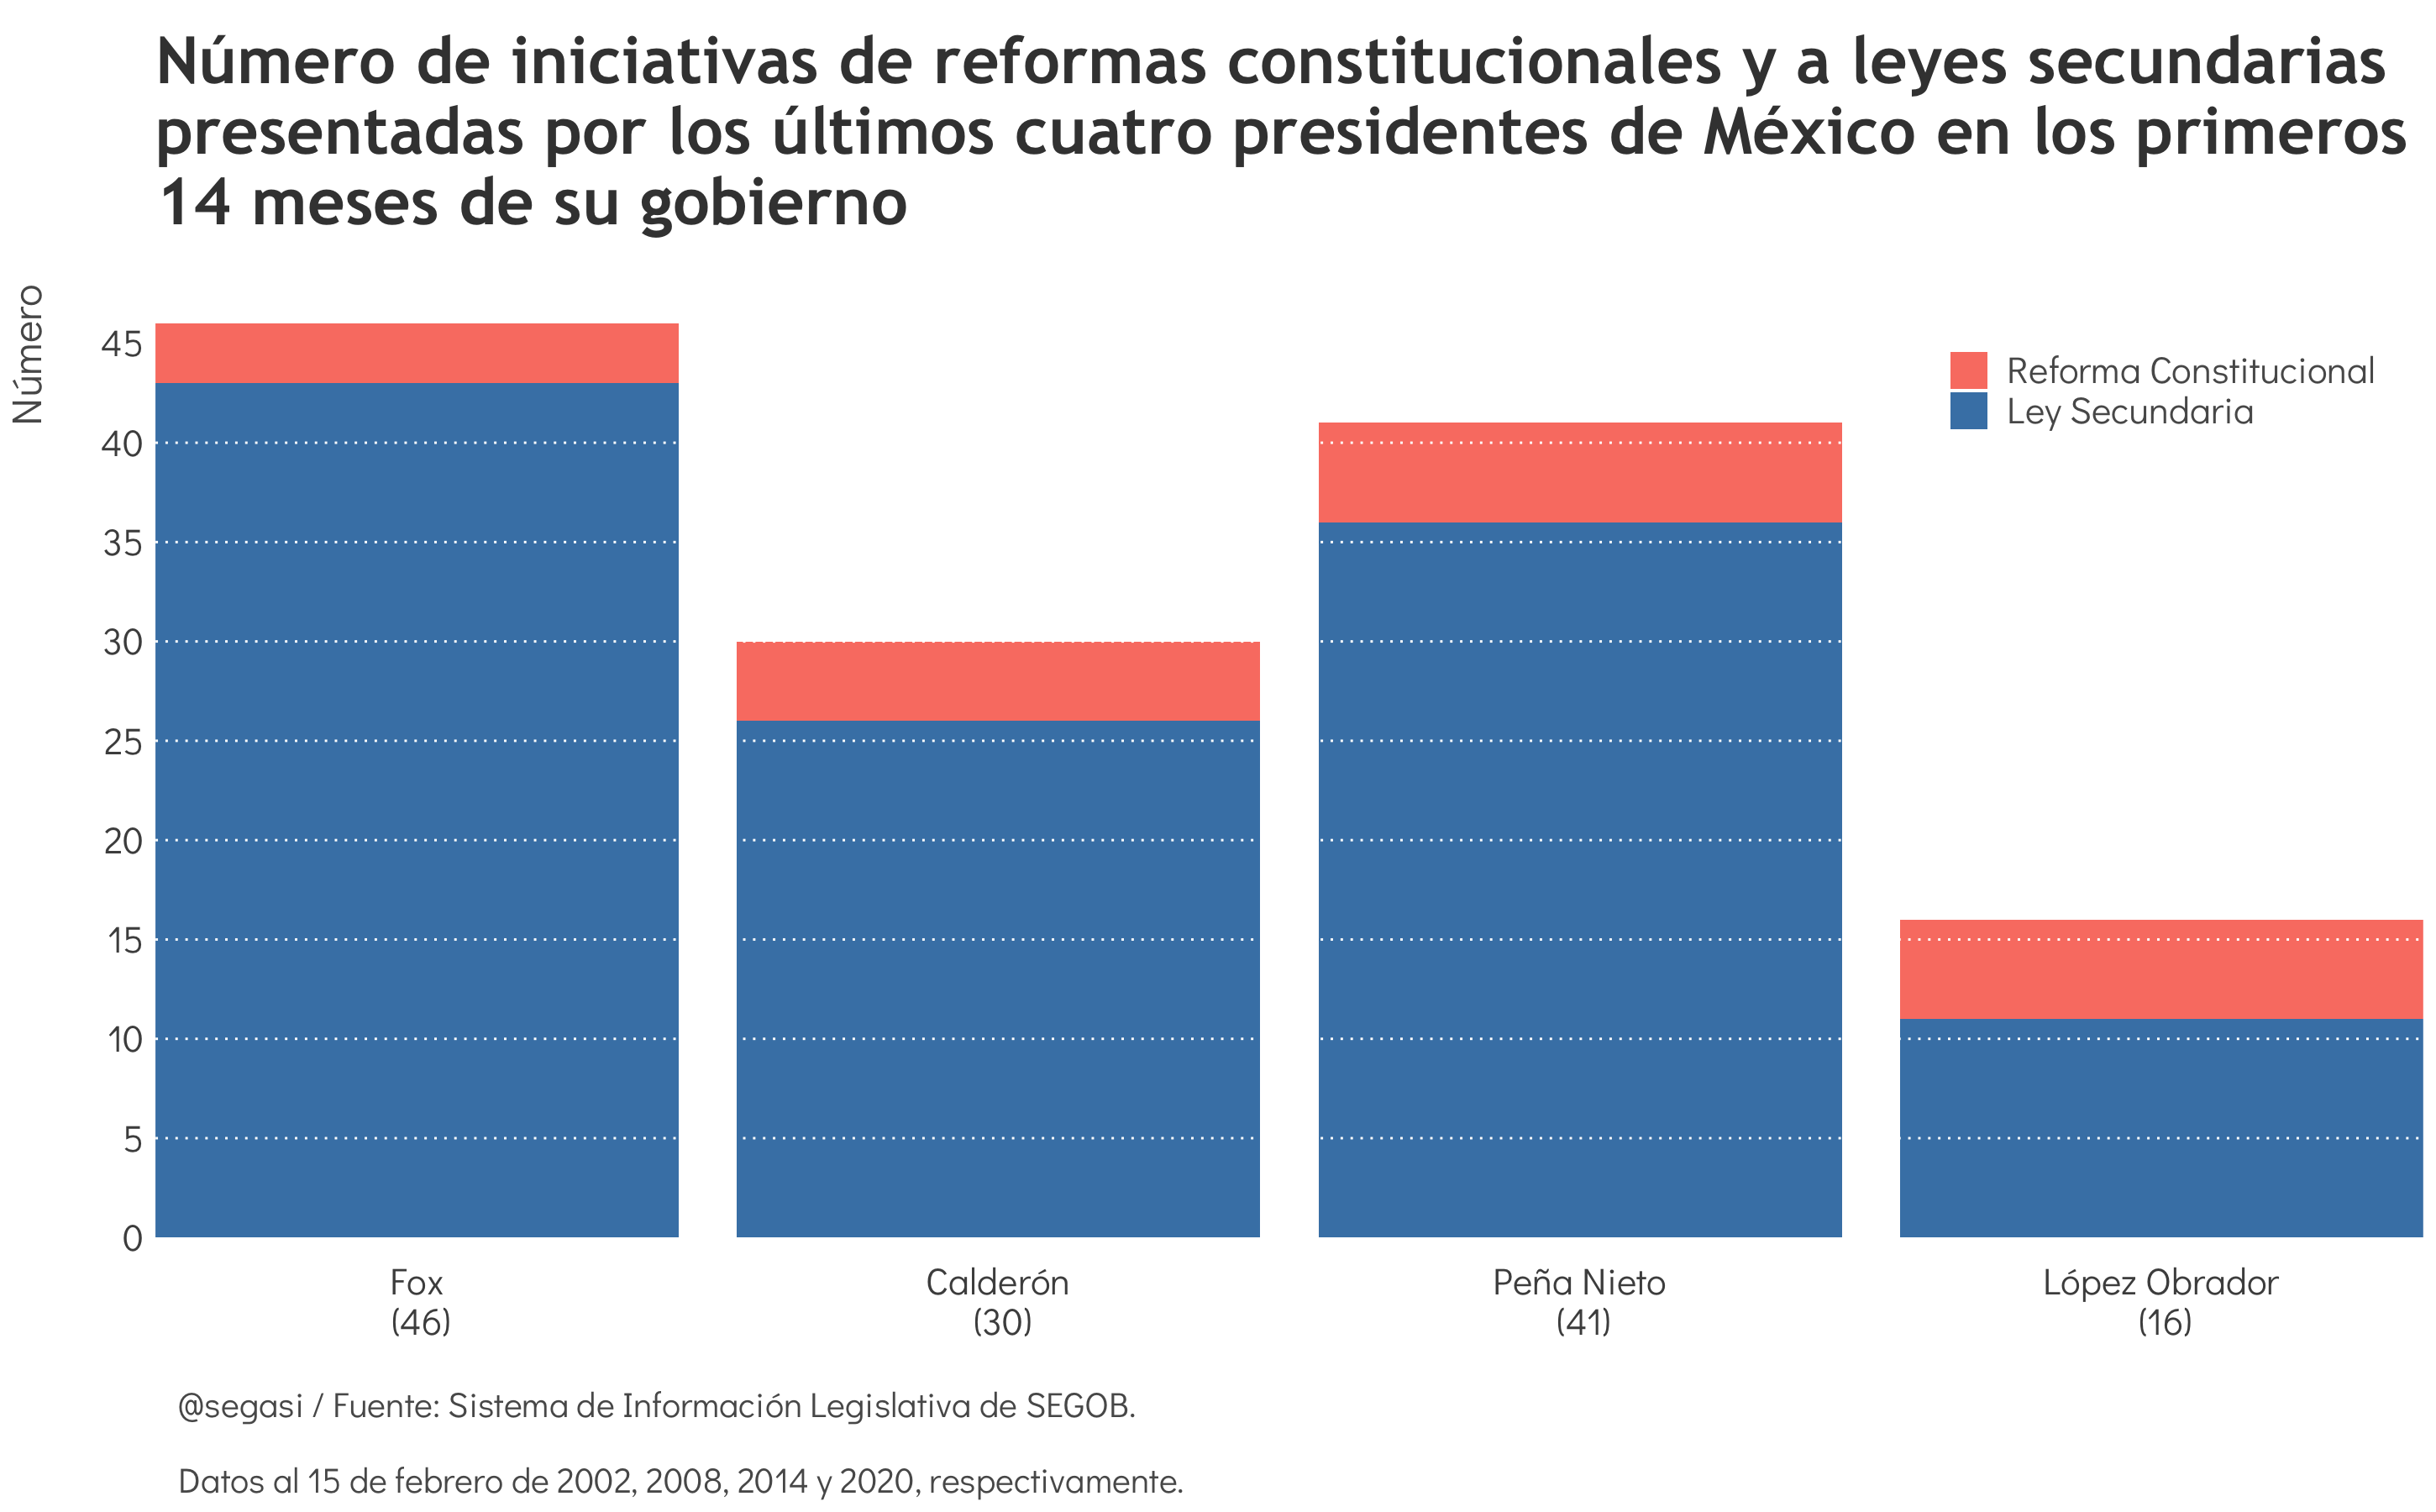 Número de iniciativas de reformas constitucionales y a leyes secundarias
presentadas por los últimos cuatro presidentes de México en los primeros
14 meses de su gobierno
Número
45
40
35
30
25
20
15
10
5
0
Reforma Constitucional
Ley Secundaria
Fox
(46)
Calderón
(30)
Peña Nieto
(41)
López Obrador
(16)
@segasi / Fuente: Sistema de Información Legislativa de SEGOB.
Datos al 15 de febrero de 2002, 2008, 2014 y 2020, respectivamente.